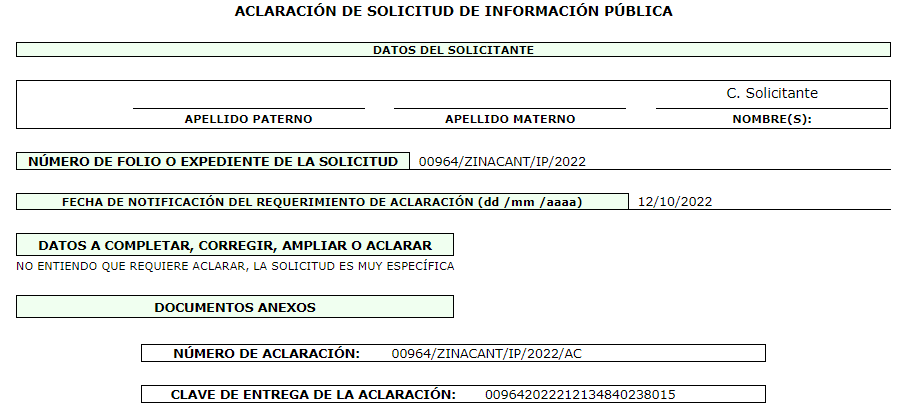 ACLARACIÓN DE SOLICITUD DE INFORMACIÓN PÚBLICA
DATOS DEL SOLICITANTE
C. Solicitante
APELLIDO PATERNO APELLIDO MATERNO NOMBRE(S):
NÚMERO DE FOLIO O EXPEDIENTE DE LA SOLICITUD 00964/ZINACANT/IP/2022
FECHA DE NOTIFICACIÓN DEL REQUERIMIENTO DE ACLARACIÓN (dd /mm /aaaa) 12/10/2022
DATOS A COMPLETAR, CORREGIR, AMPLIAR O ACLARAR
NO ENTIENDO QUE REQUIERE ACLARAR, LA SOLICITUD ES MUY ESPECÍFICA
DOCUMENTOS ANEXOS
NÚMERO DE ACLARACIÓN: 00964/ZINACANT/IP/2022/AC
CLAVE DE ENTREGA DE LA ACLARACIÓN: 009642022212134840238015